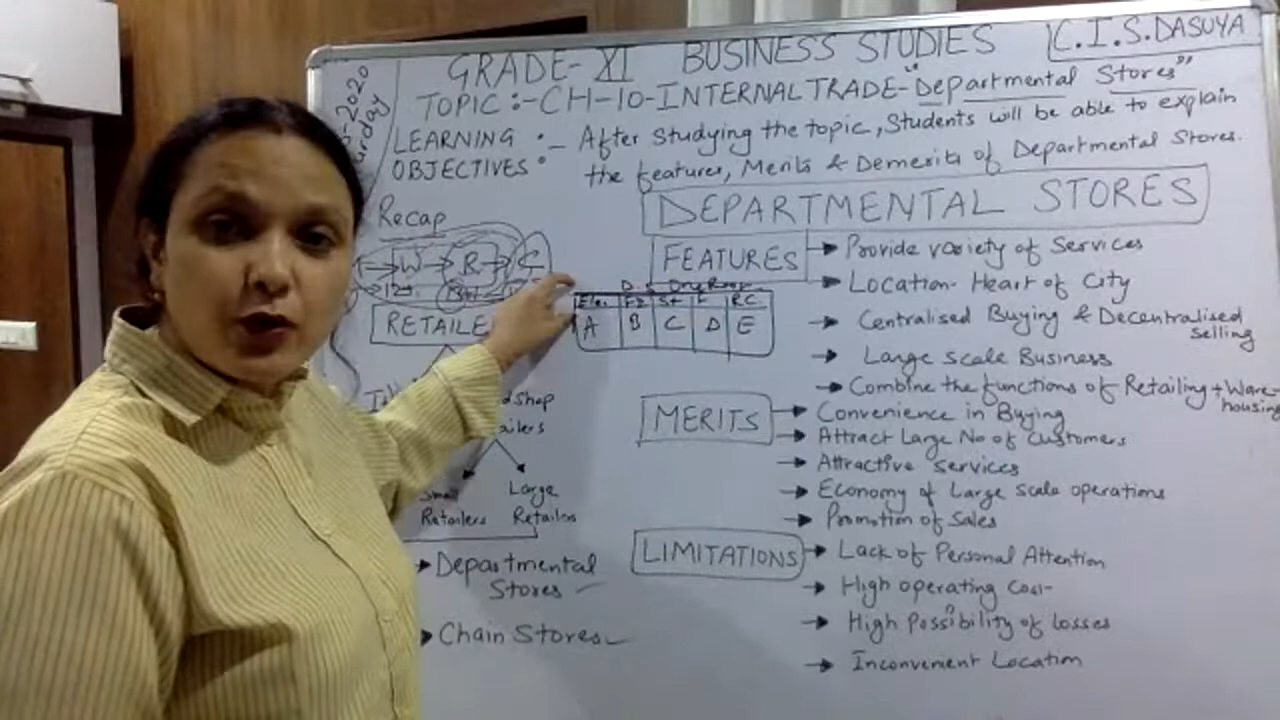 GRADE- XI BUSINESS STUDIES
C.I.S. DASUYA
-2020
TOPIC :- CH-10-INTERNAL TRADE-"Departmental Stores"
LEARNING OBJECTIVES :- After studying the topic, Students will be able to explain
the features, Merits & Demerits of Departmental Stores.
Recap
W → R → C
RETAILE
Shop
ailers
Small Retailers
Large Retailers
→ Departmental Stores
→ Chain Stores
DEPARTMENTAL STORES
FEATURES
→ Provide variety of Services
→ Location- Heart of City
→ Centralised Buying & Decentralised selling
→ Large scale Business
→ Combine the functions of Retailing + Ware-housing
A B C D E
MERITS
→ Convenience in Buying
→ Attract Large No of Customers
→ Attractive services
→ Economy of Large scale operations
→ Promotion of Sales
LIMITATIONS
→ Lack of Personal Attention
→ High operating Cost
→ High Possibility of losses
→ Inconvenient Location